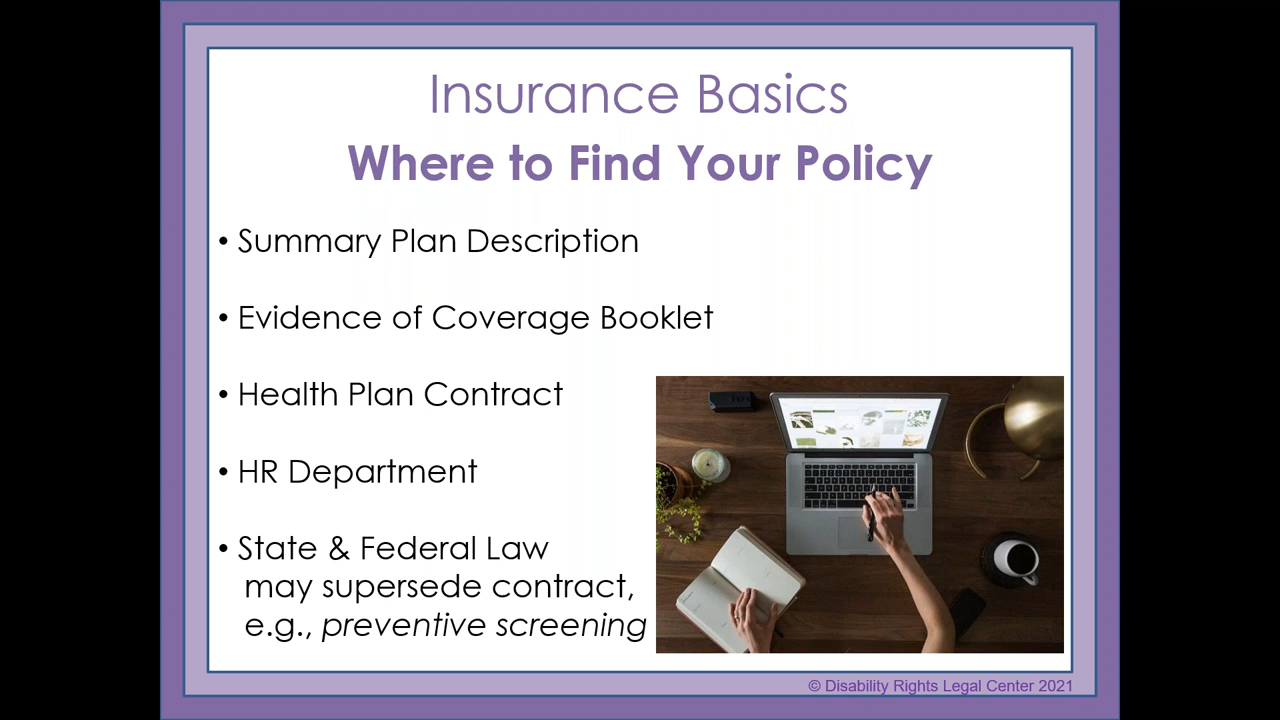 Insurance Basics
Where to Find Your Policy
• Summary Plan Description
• Evidence of Coverage Booklet
• Health Plan Contract
• HR Department
• State & Federal Law
may supersede contract,
e.g., preventive screening
© Disability Rights Legal Center 2021